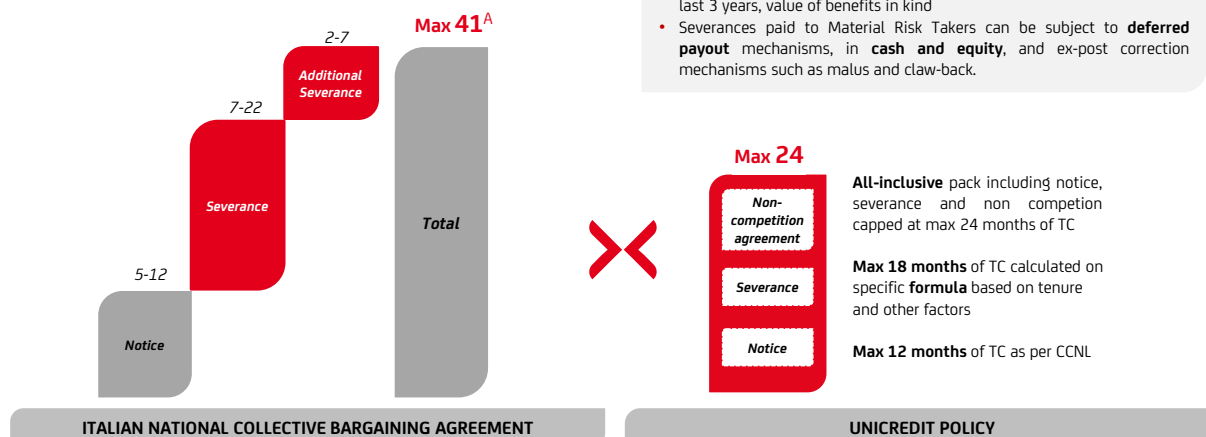 last 3 years, value of benefits in kind
• Severances paid to Material Risk Takers can be subject to deferred
payout mechanisms, in cash and equity, and ex-post correction
mechanisms such as malus and claw-back.
Max 41A
2-7
Additional
Severance
7-22
Severance
Total
5-12
Notice
Max 24
Non-
competition
agreement
Severance
Notice
All-inclusive pack including notice,
severance and non competion
capped at max 24 months of TC
Max 18 months of TC calculated on
specific formula based on tenure
and other factors
Max 12 months of TC as per CCNL
ITALIAN NATIONAL COLLECTIVE BARGAINING AGREEMENT
UNICREDIT POLICY